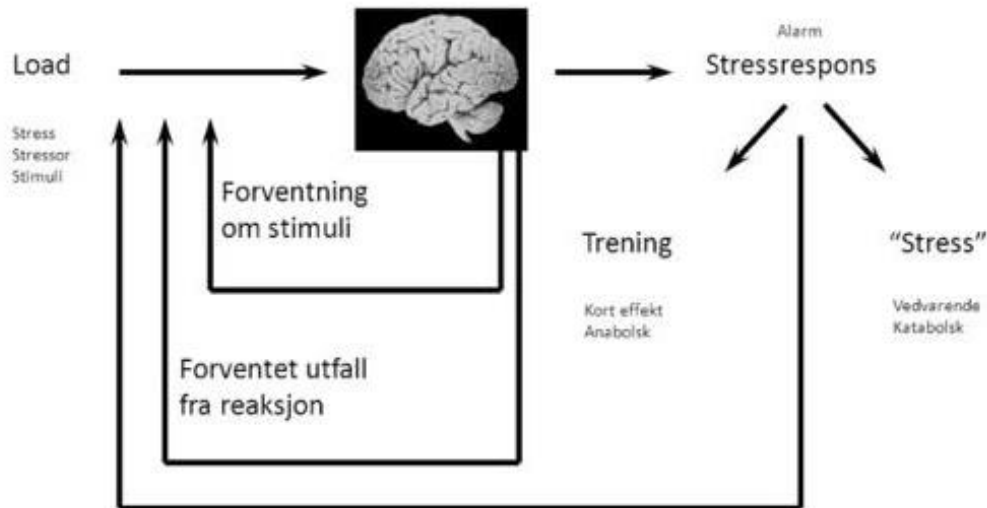 Load
Stress
Stressor
Stimuli
Alarm
Stressrespons
Forventning
om stimuli
Trening
Kort effekt
Anabolsk
“Stress”
Vedvarende
Katabolsk
Forventet utfall
fra reaksjon